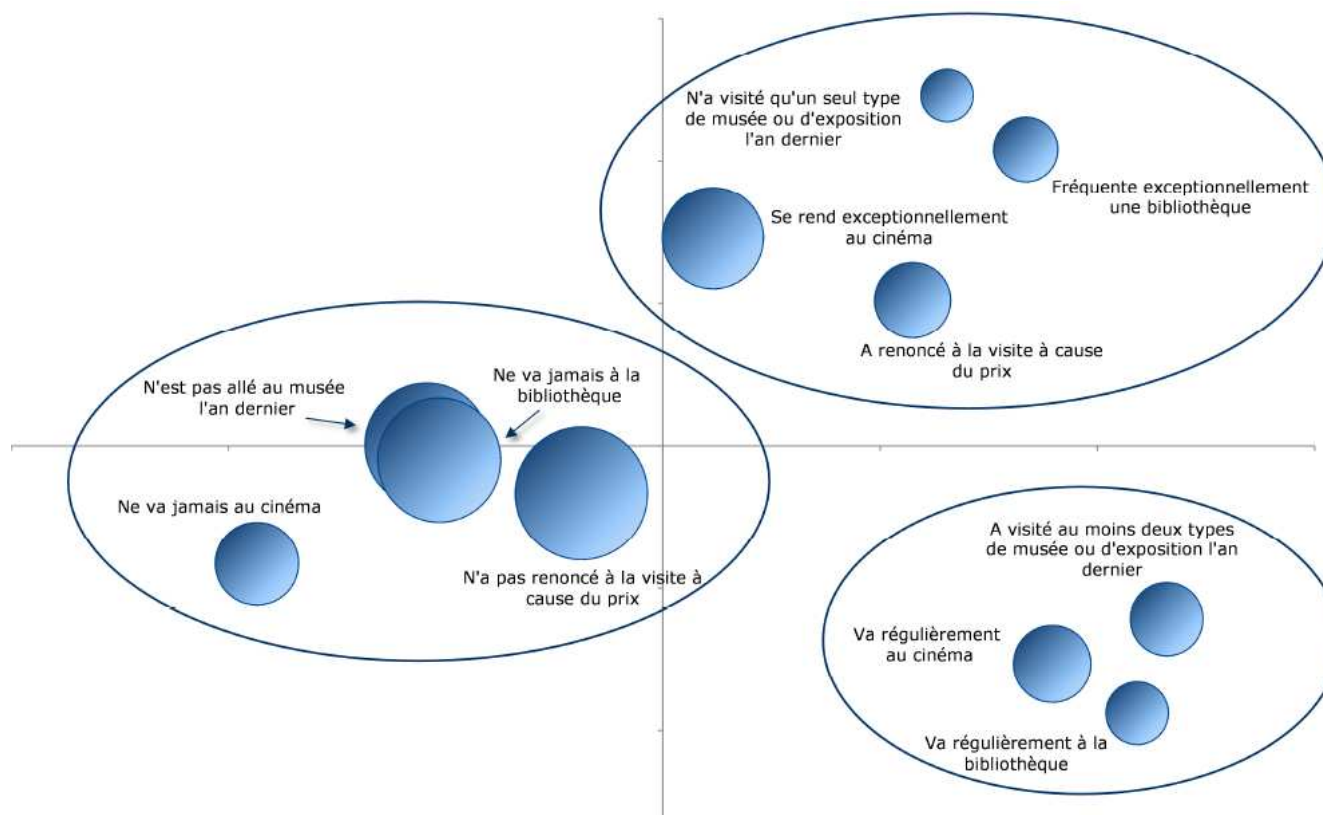 N'a visité qu'un seul type
de musée ou d'exposition
l'an dernier
Fréquente exceptionnellement
une bibliothèque
Se rend exceptionnellement
au cinéma
A renoncé à la visite à cause
du prix
N'est pas allé au musée
l'an dernier
Ne va jamais à la
bibliothèque
Ne va jamais au cinéma
N'a pas renoncé à la visite à
cause du prix
A visité au moins deux types
de musée ou d'exposition l'an
dernier
Va régulièrement
au cinéma
Va régulièrement à la
bibliothèque